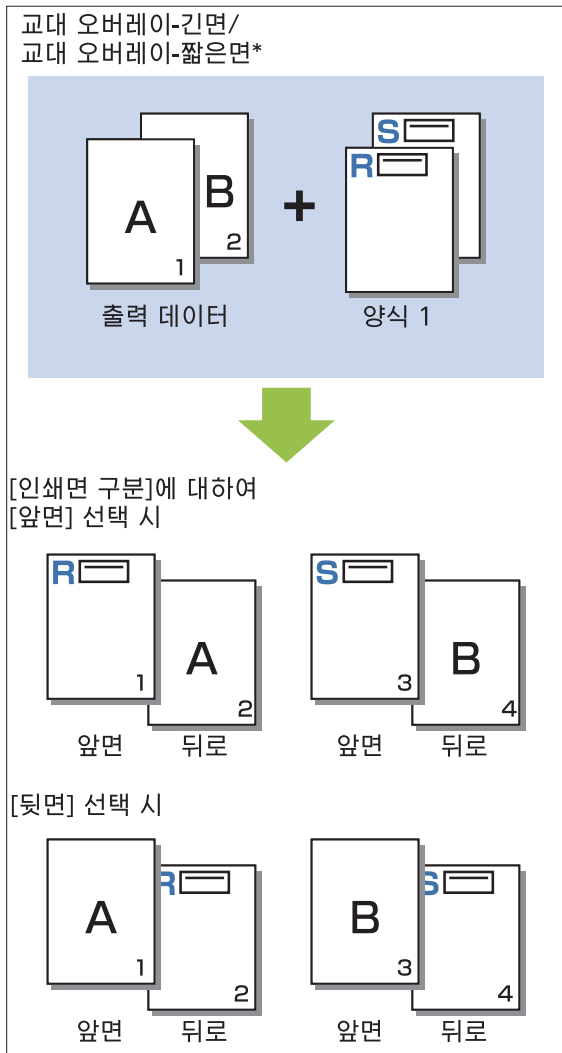 교대 오버레이-긴면/
교대 오버레이-짧은면*
A
1
B
2
+
R
S
출력 데이터
양식 1
[인쇄면 구분]에 대하여
[앞면] 선택 시
R
1
A
2
S
3
B
4
앞면
뒤로
앞면
뒤로
[뒷면] 선택 시
A
1
R
2
B
3
S
4
앞면
뒤로
앞면
뒤로